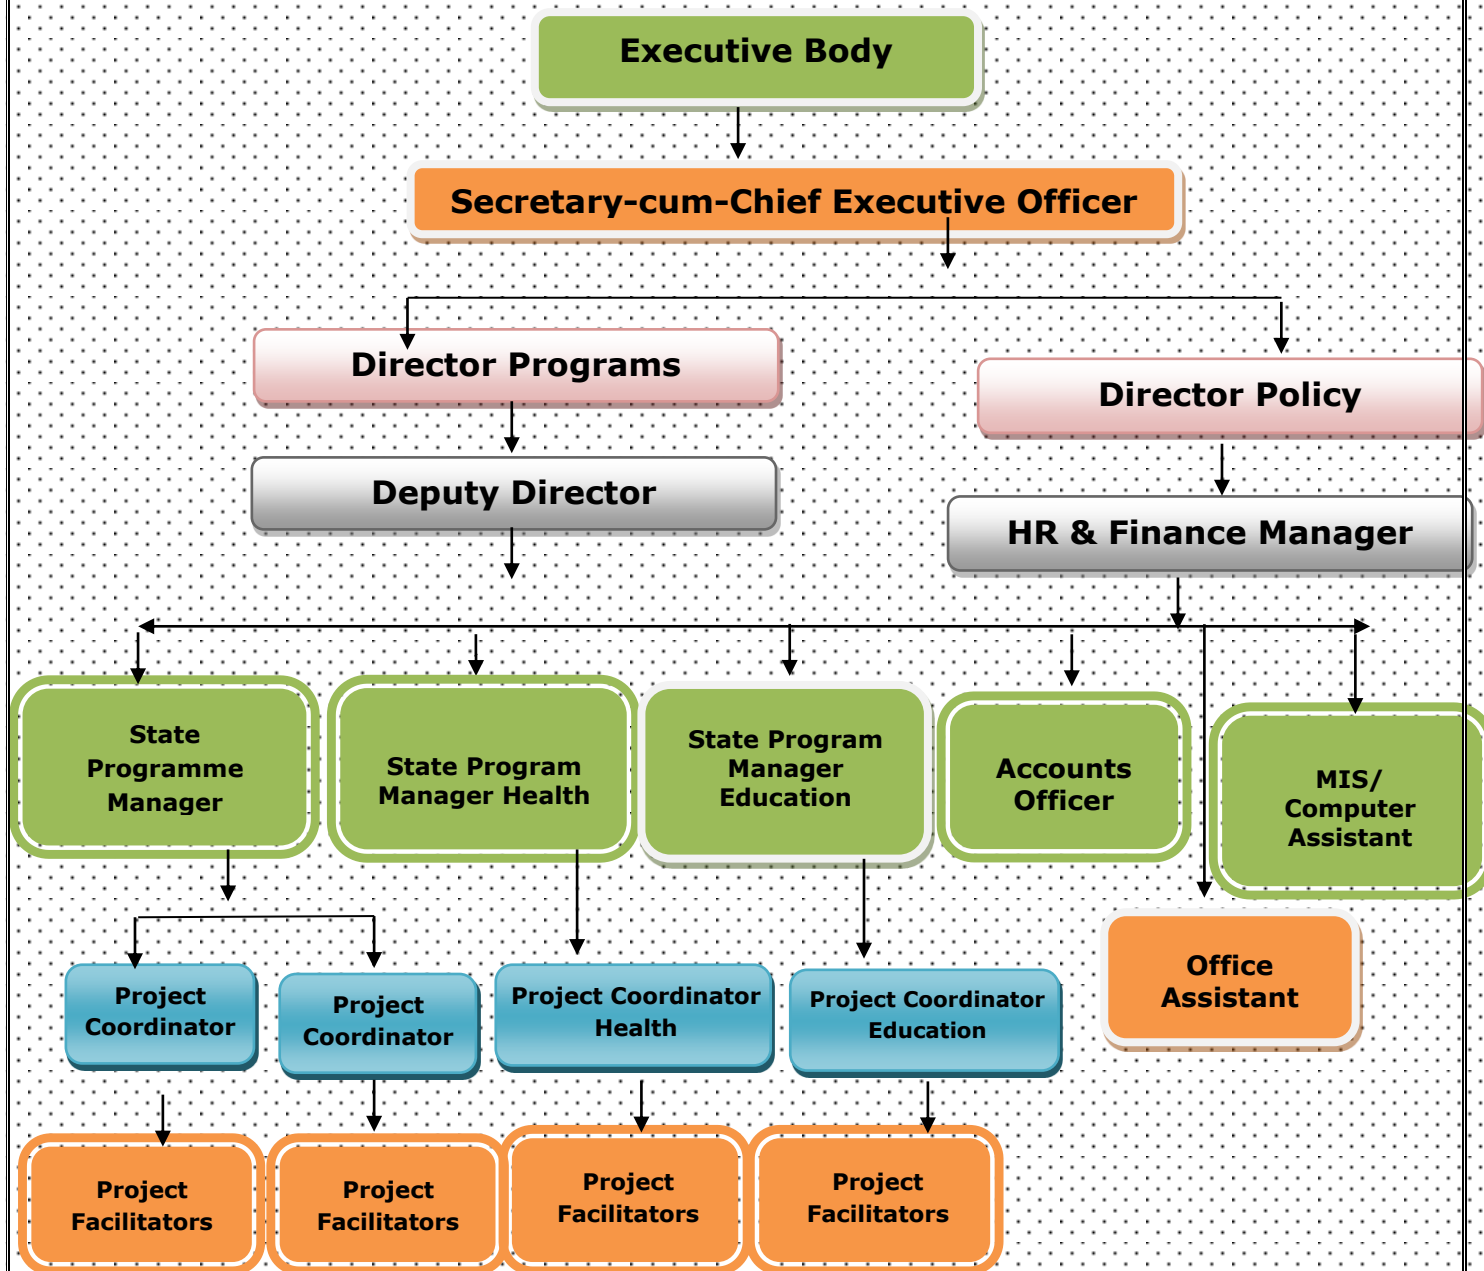 Executive Body
Secretary-cum-Chief Executive Officer
Director Programs
Director Policy
Deputy Director
HR & Finance Manager
State
Programme
Manager
State Program
Manager Health
State Program
Manager
Education
Accounts
Officer
MIS/
Computer
Assistant
Office
Assistant
Project
Coordinator
Project
Coordinator
Project Coordinator
Health
Project Coordinator
Education
Project
Facilitators
Project
Facilitators
Project
Facilitators
Project
Facilitators